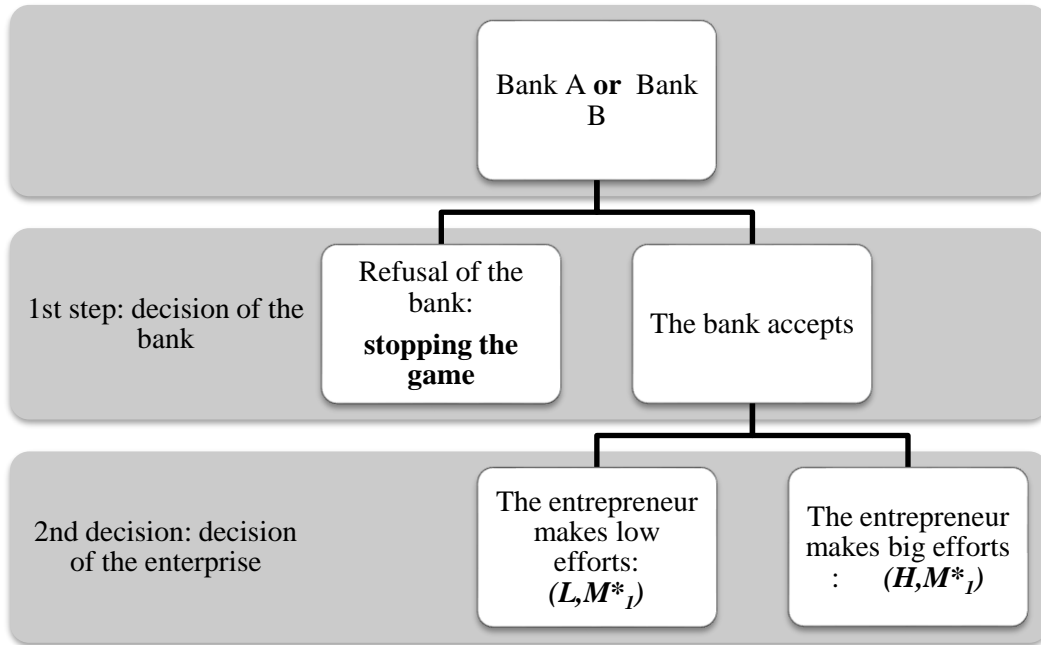 Bank A or Bank
B
1st step: decision of the
bank
Refusal of the
bank:
stopping the
game
The bank accepts
2nd decision: decision
of the enterprise
The entrepreneur
makes low
efforts:
(L,M*1)
The entrepreneur
makes big efforts
: (H,M*1)